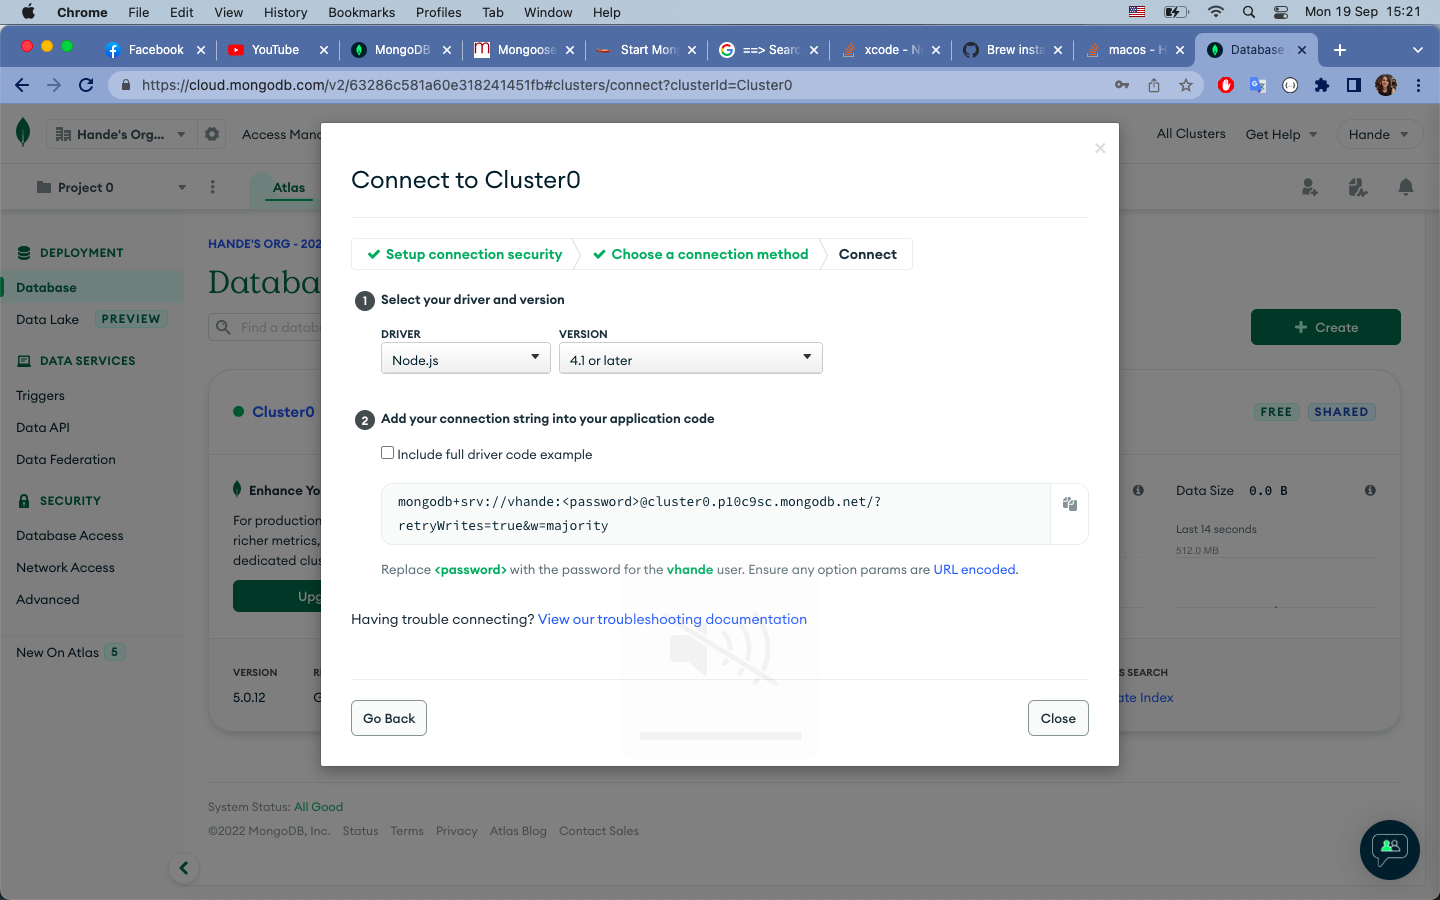 Chrome File Edit View History Bookmarks Profiles Tab Window Help Mon 19 Sep 15:21
Facebook YouTube MongoDB Mongoose Start Mon ==> Searc xcode - N Brew insta macos - H Database
https://cloud.mongodb.com/v2/63286c581a60e318241451fb#clusters/connect?clusterId=Cluster0
Hande's Org... Access Mana All Clusters Get Help Hande
Project 0 Atlas
DEPLOYMENT
Database
Data Lake PREVIEW
DATA SERVICES
Triggers
Data API
Data Federation
SECURITY
Database Access
Network Access
Advanced
New On Atlas 5
HANDE'S ORG - 202
Databa
Find a datab
Create
Cluster0
FREE SHARED
Enhance Yo
For production
richer metrics,
dedicated clus
Upg
Data Size 0.0 B
Last 14 seconds
512.0 MB
VERSION
5.0.12
S SEARCH
ate Index
Connect to Cluster0
×
Setup connection security Choose a connection method Connect
1 Select your driver and version
DRIVER VERSION
Node.js 4.1 or later
2 Add your connection string into your application code
Include full driver code example
mongodb+srv://vhande:<password>@cluster0.p10c9sc.mongodb.net/?
retryWrites=true&w=majority
Replace <password> with the password for the vhande user. Ensure any option params are URL encoded.
Having trouble connecting? View our troubleshooting documentation
Go Back Close
System Status: All Good
©2022 MongoDB, Inc. Status Terms Privacy Atlas Blog Contact Sales